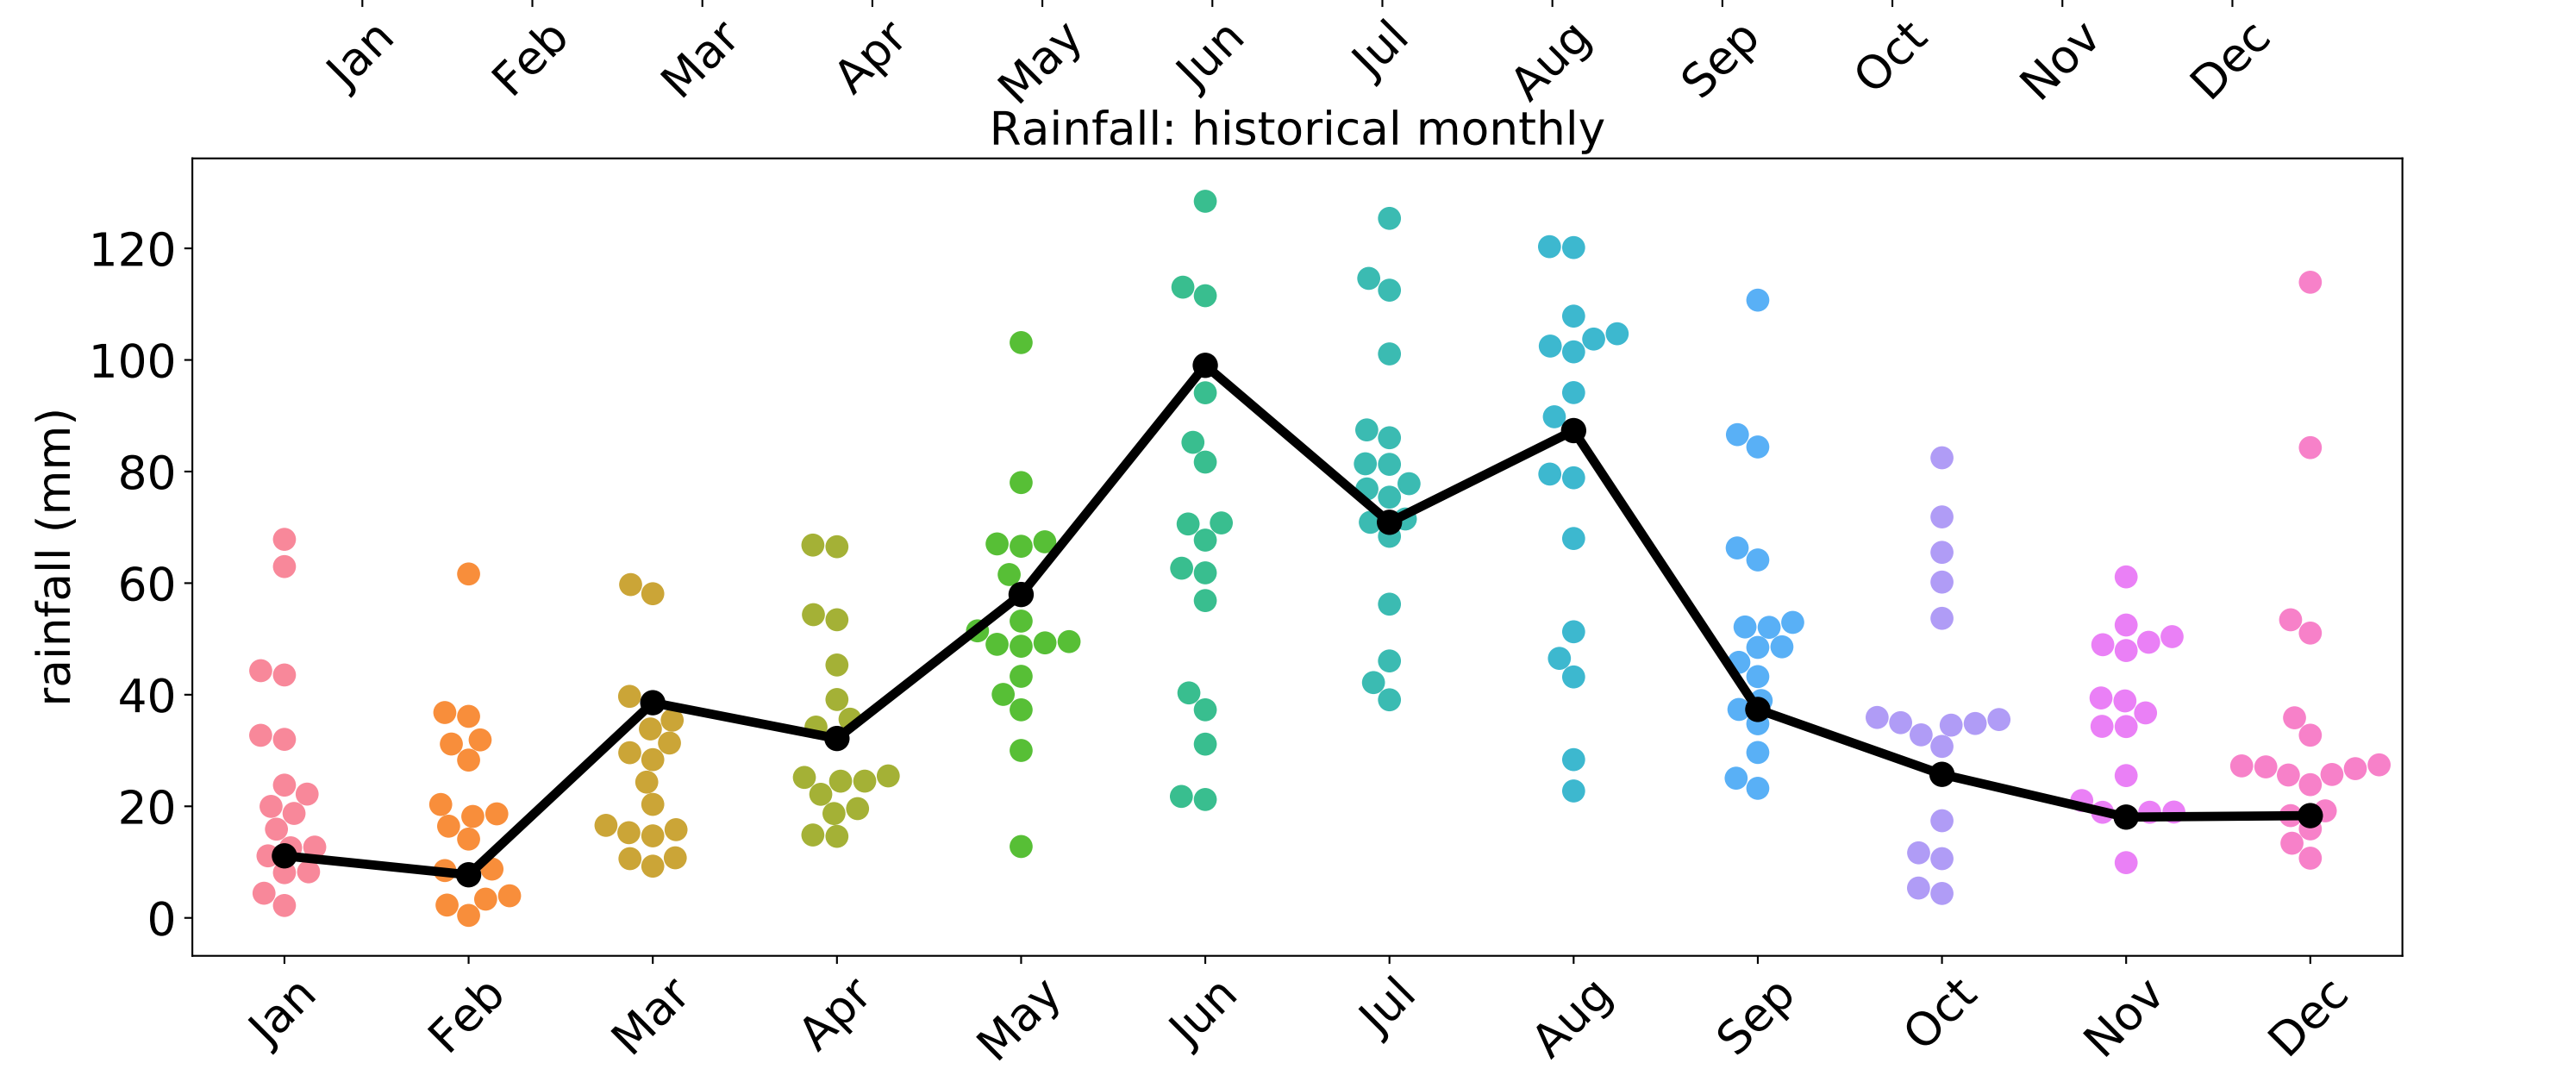 Jan Feb Mar Apr May Jun Jul Aug Sep Oct Nov Dec
Rainfall: historical monthly
rainfall (mm)
120
100
80
60
40
20
0
Jan Feb Mar Apr May Jun Jul Aug Sep Oct Nov Dec